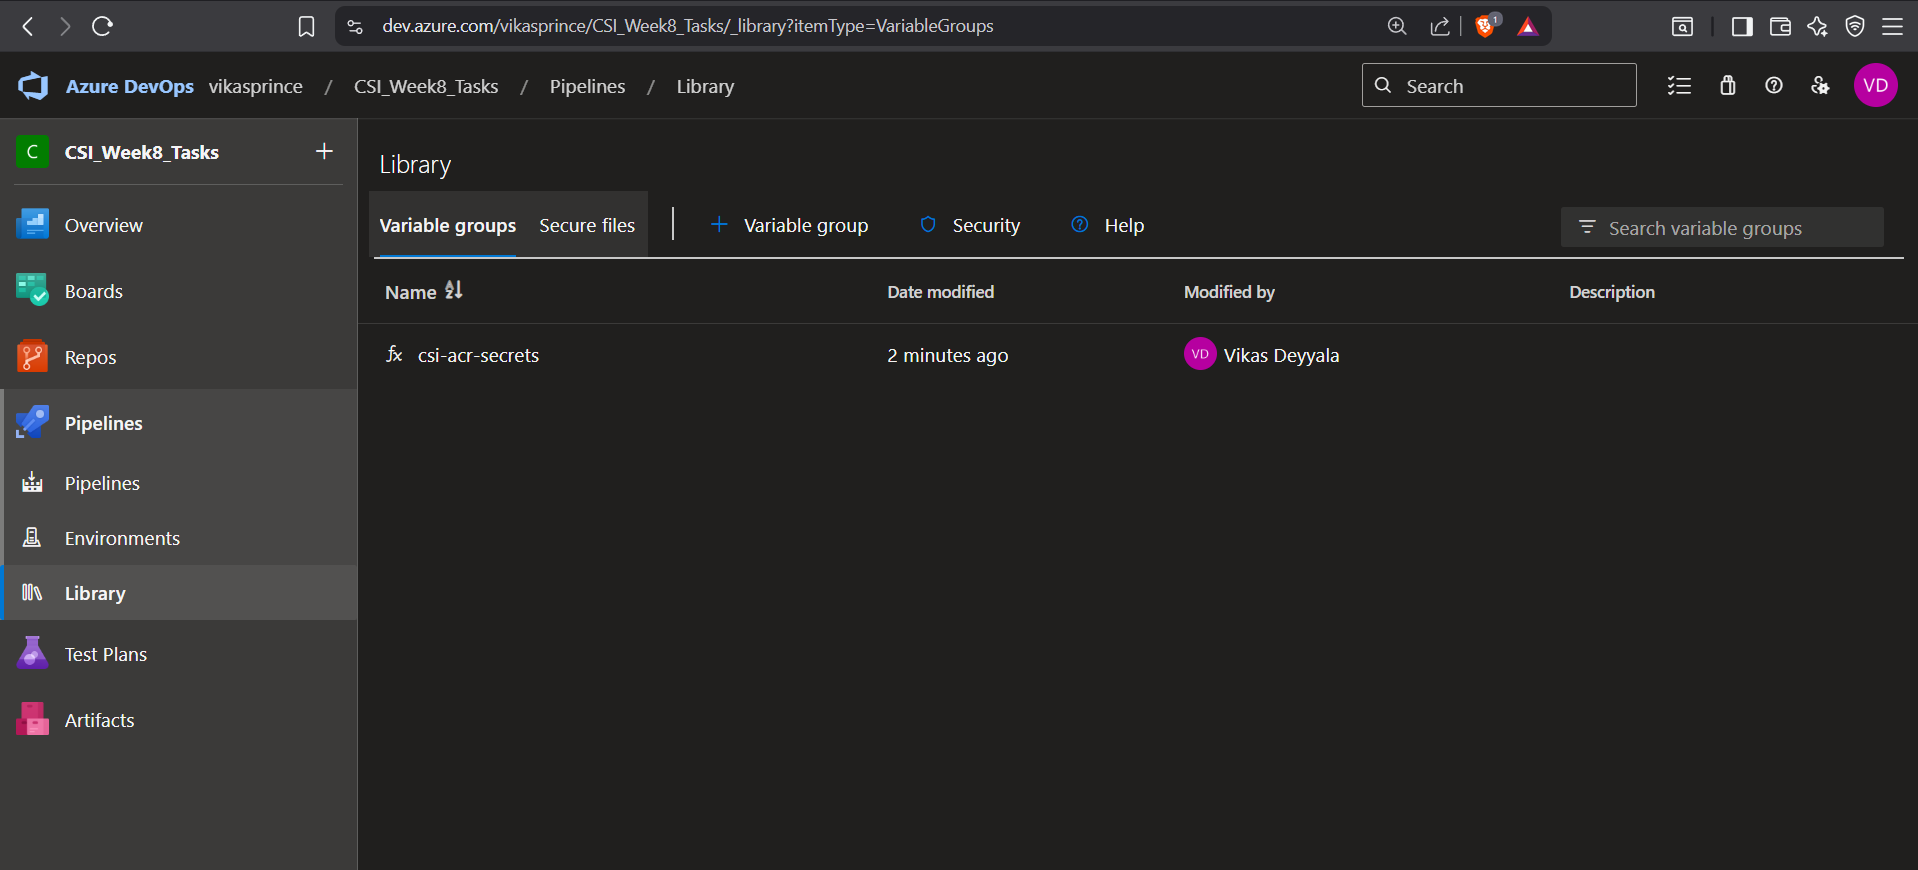 dev.azure.com/vikasprince/CSI_Week8_Tasks/_library?itemType=VariableGroups
1
Azure DevOps vikasprince / CSI_Week8_Tasks / Pipelines / Library
Search
VD
C CSI_Week8_Tasks
Overview
Boards
Repos
Pipelines
Pipelines
Environments
Library
Test Plans
Artifacts
Library
Variable groups Secure files Variable group Security Help
Search variable groups
Name Date modified Modified by Description
fx csi-acr-secrets 2 minutes ago VD Vikas Deyyala